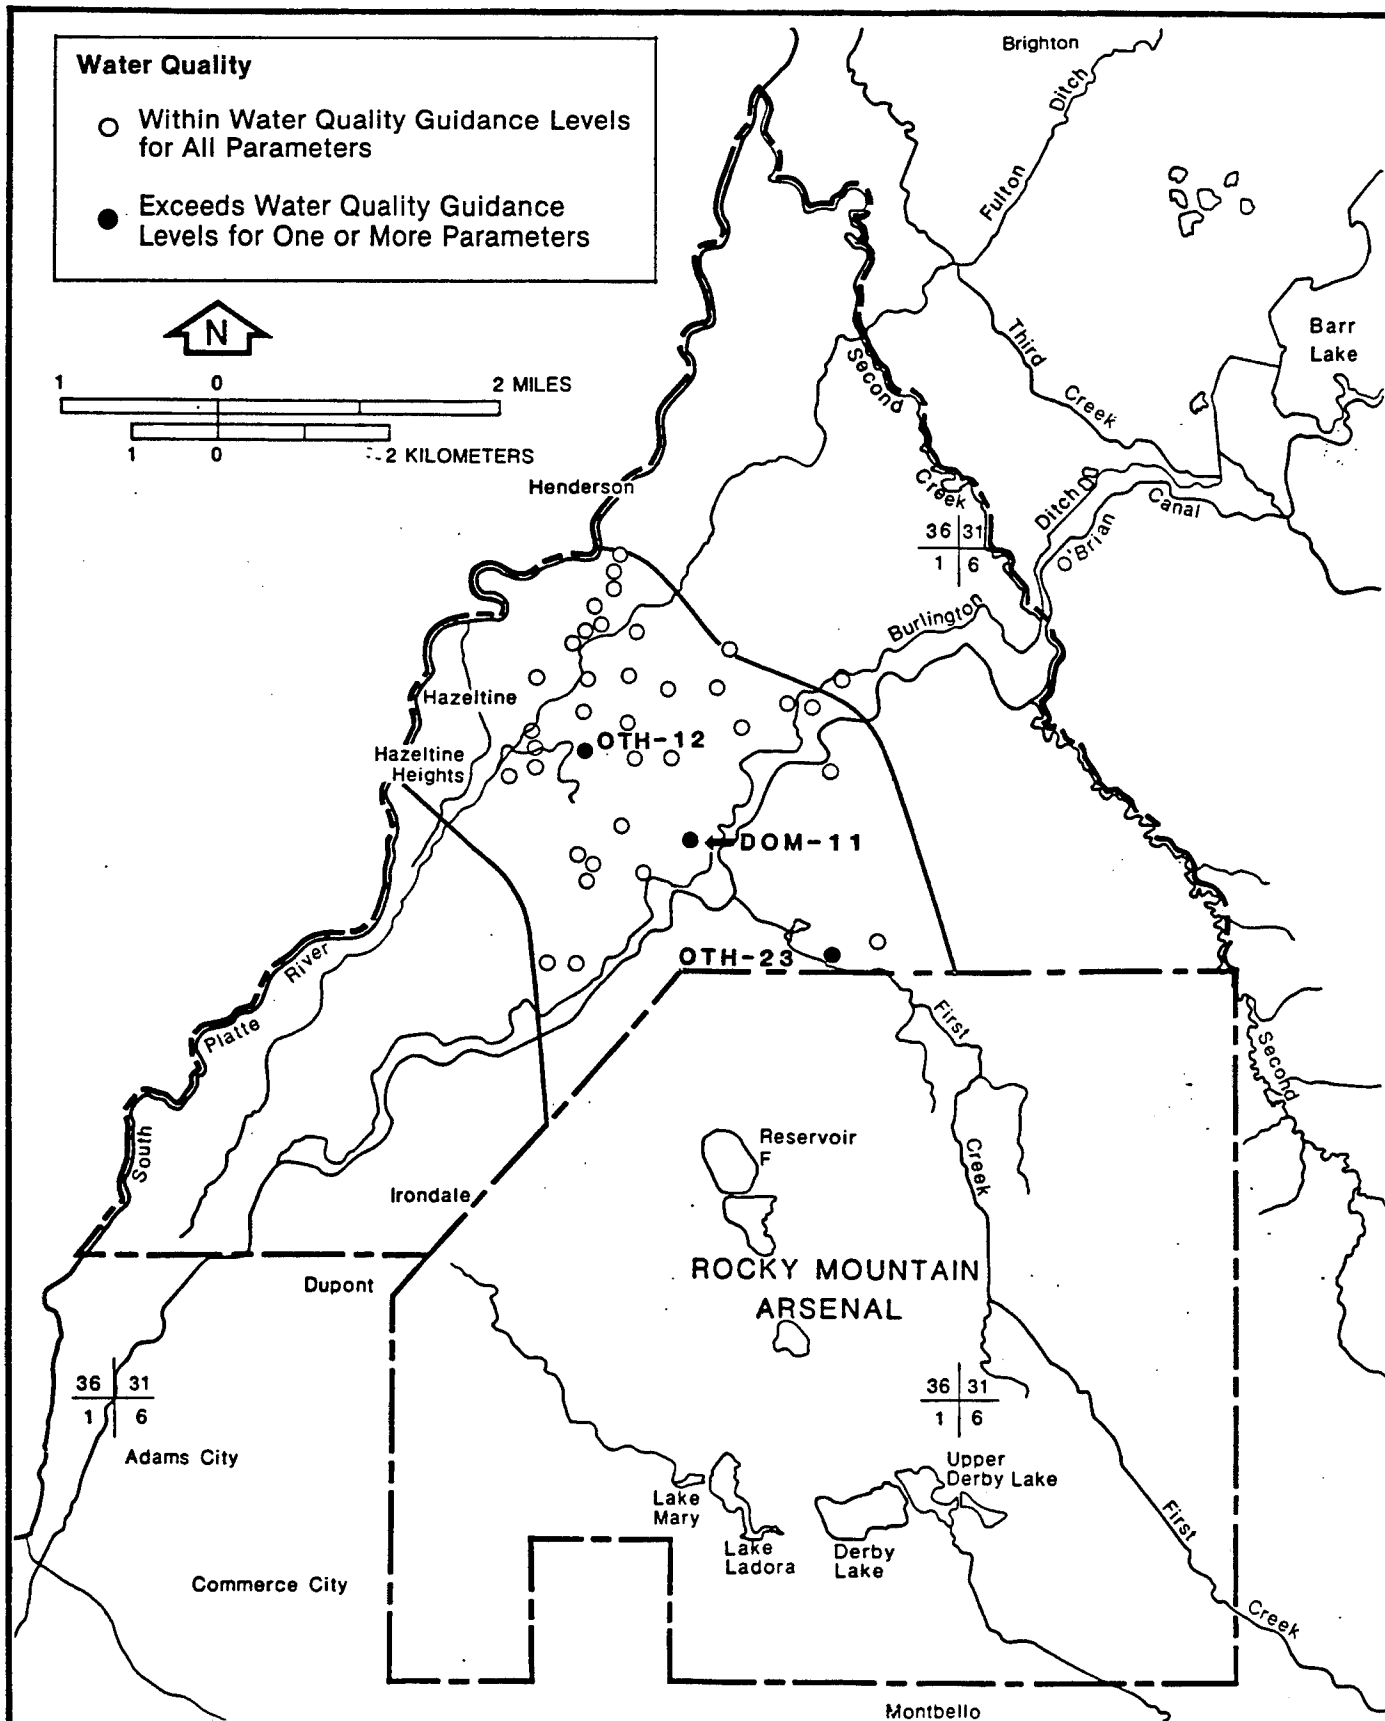 Water Quality
Within Water Quality Guidance Levels
for All Parameters
Exceeds Water Quality Guidance
Levels for One or More Parameters
N
1 0 2 MILES
1 0 2 KILOMETERS
Brighton
Fulton Ditch
Third Creek
Barr
Lake
Second Creek
Henderson
36 31
1 6
Ditch
O'Brian Canal
Burlington
Hazeltine
Hazeltine
Heights
OTH-12
DOM-11
OTH-23
South Platte River
First Creek
Second
Reservoir
F
Irondale
ROCKY MOUNTAIN
ARSENAL
Dupont
36 31
1 6
36 31
1 6
Adams City
Upper
Derby Lake
Lake
Mary
Lake
Ladora
Derby
Lake
First Creek
Commerce City
Montbello